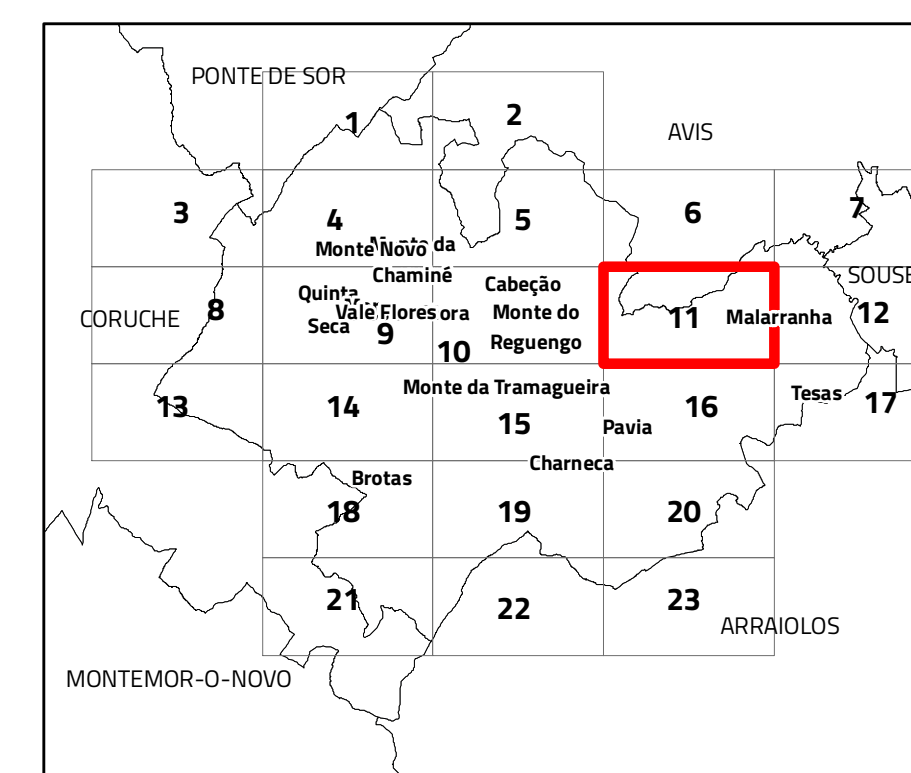 PONTE DE SOR
1
2
AVIS
3
4
5
6
7
Monte Novo
da
Chaminé
Cabeção
SOUSE
Quinta
Seca
Vale Flores
ora
Monte do
Reguengo
CORUCHE
8
9
10
11
Malarranha
12
Monte da Tramagueira
Tesas
13
14
15
16
17
Pavia
Charneca
Brotas
18
19
20
21
22
23
ARRAIOLOS
MONTEMOR-O-NOVO